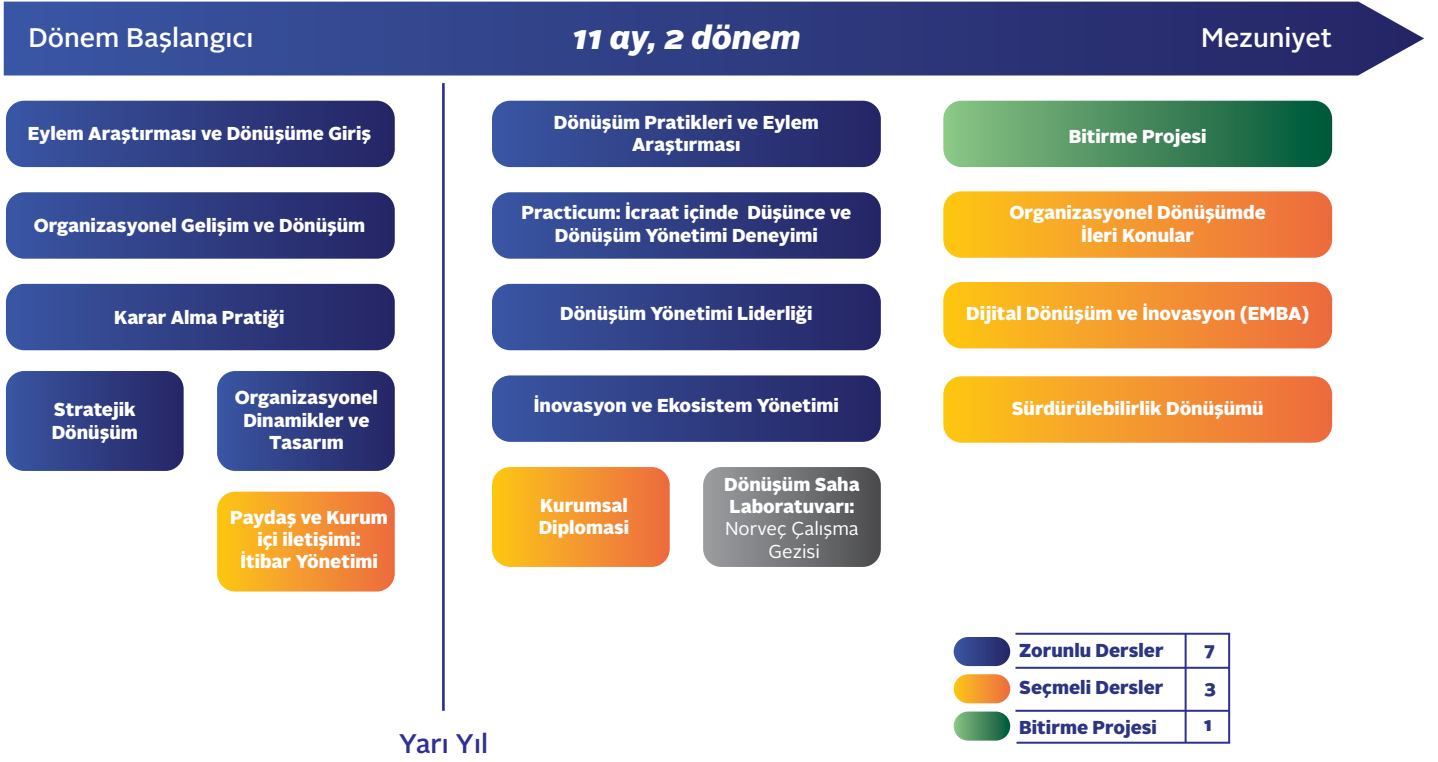 Dönem Başlangıcı
11 ay, 2 dönem
Mezuniyet
Eylem Araştırması ve Dönüşüme Giriş
Organizasyonel Gelişim ve Dönüşüm
Karar Alma Pratiği
Stratejik
Dönüşüm
Organizasyonel
Dinamikler ve
Tasarım
Paydaş ve Kurum
içi iletişimi:
İtibar Yönetimi
Yarı Yıl
Dönüşüm Pratikleri ve Eylem
Araştırması
Practicum: İcraat içinde Düşünce ve
Dönüşüm Yönetimi Deneyimi
Dönüşüm Yönetimi Liderliği
İnovasyon ve Ekosistem Yönetimi
Kurumsal
Diplomasi
Dönüşüm Saha
Laboratuvarı:
Norveç Çalışma
Gezisi
Bitirme Projesi
Organizasyonel Dönüşümde
İleri Konular
Dijital Dönüşüm ve İnovasyon (EMBA)
Sürdürülebilirlik Dönüşümü
Zorunlu Dersler 7
Seçmeli Dersler 3
Bitirme Projesi 1